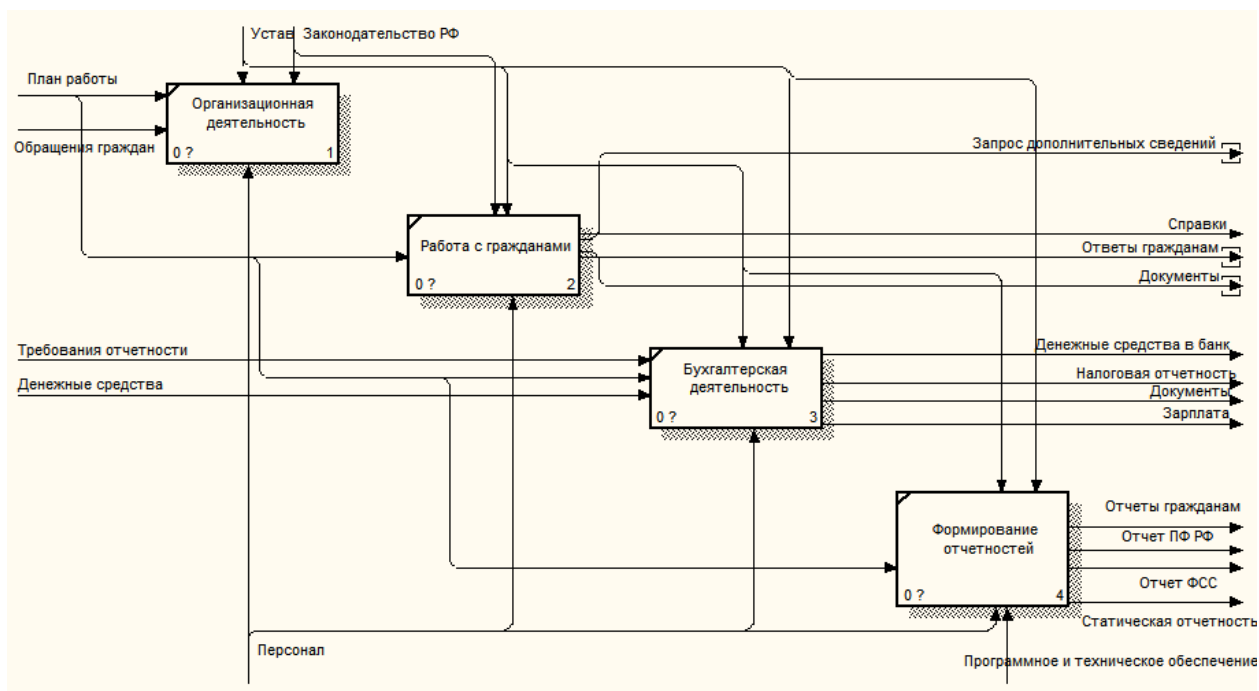 Устав Законодательство РФ
План работы
Организационная
деятельность
0 ? 1
Обращения граждан
Запрос дополнительных сведений
Работа с гражданами
0 ? 2
Справки
Ответы гражданам
Документы
Требования отчетности
Денежные средства
Бухгалтерская
деятельность
0 ? 3
Денежные средства в банк
Налоговая отчетность
Документы
Зарплата
Формирование
отчетностей
0 ? 4
Отчеты гражданам
Отчет ПФ РФ
Отчет ФСС
Статическая отчетность
Персонал
Программное и техническое обеспечение